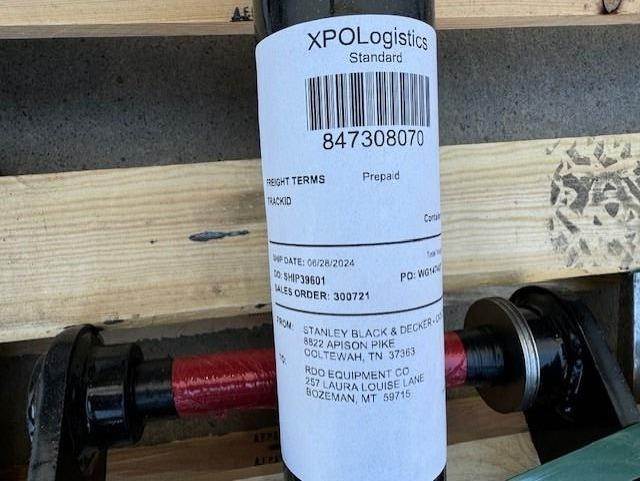 XPOLogistics
Standard
847308070
FREIGHT TERMS Prepaid
TRACKID
SHIP DATE: 06/28/2024
DO: SHIP39601
SALES ORDER: 300721
FROM: STANLEY BLACK & DECKER
8822 APISON PIKE
OOLTEWAH, TN 37363
TO: RDO EQUIPMENT CO
257 LAURA LOUISE LANE
BOZEMAN, MT 59715